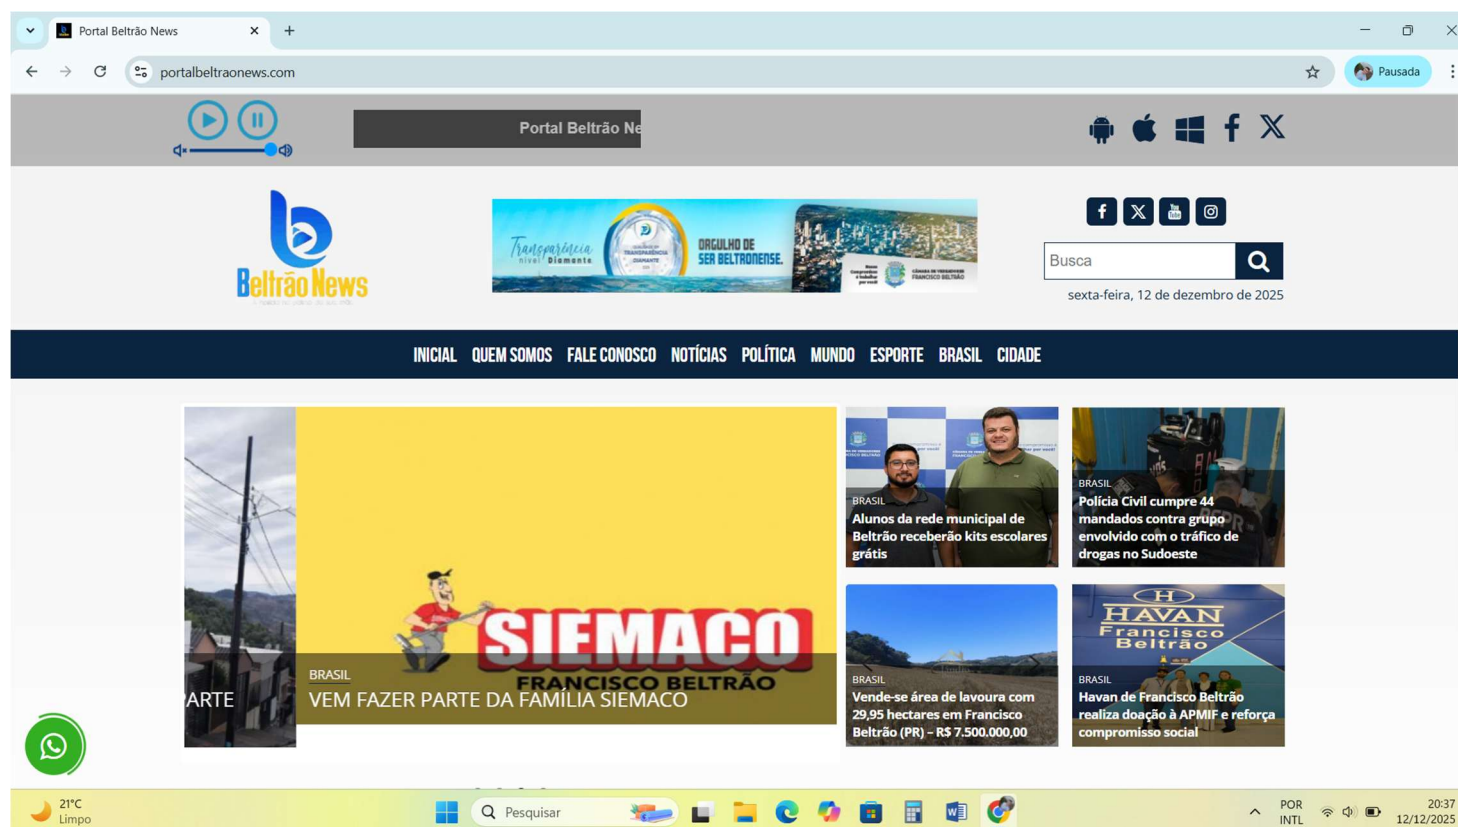 Portal Beltrão News
portalbeltraonews.com
Pausada
Portal Beltrão Ne
Beltrão News
Transparência
nível Diamante
TRANSPARÊNCIA
DIAMANTE
ORGULHO DE
SER BELTRONENSE.
CÂMARA DE VEREADORES
FRANCISCO BELTRÃO
Busca
sexta-feira, 12 de dezembro de 2025
INICIAL QUEM SOMOS FALE CONOSCO NOTÍCIAS POLÍTICA MUNDO ESPORTE BRASIL CIDADE
PARTE
SIEMACO
FRANCISCO BELTRÃO
BRASIL
VEM FAZER PARTE DA FAMÍLIA SIEMACO
BRASIL
Alunos da rede municipal de
Beltrão receberão kits escolares
grátis
BRASIL
Polícia Civil cumpre 44
mandados contra grupo
envolvido com o tráfico de
drogas no Sudoeste
BRASIL
Vende-se área de lavoura com
29,95 hectares em Francisco
Beltrão (PR) – R$ 7.500.000,00
H
HAVAN
Francisco
Beltrão
BRASIL
Havan de Francisco Beltrão
realiza doação à APMIF e reforça
compromisso social
21°C
Limpo
Pesquisar
POR
INTL
20:37
12/12/2025